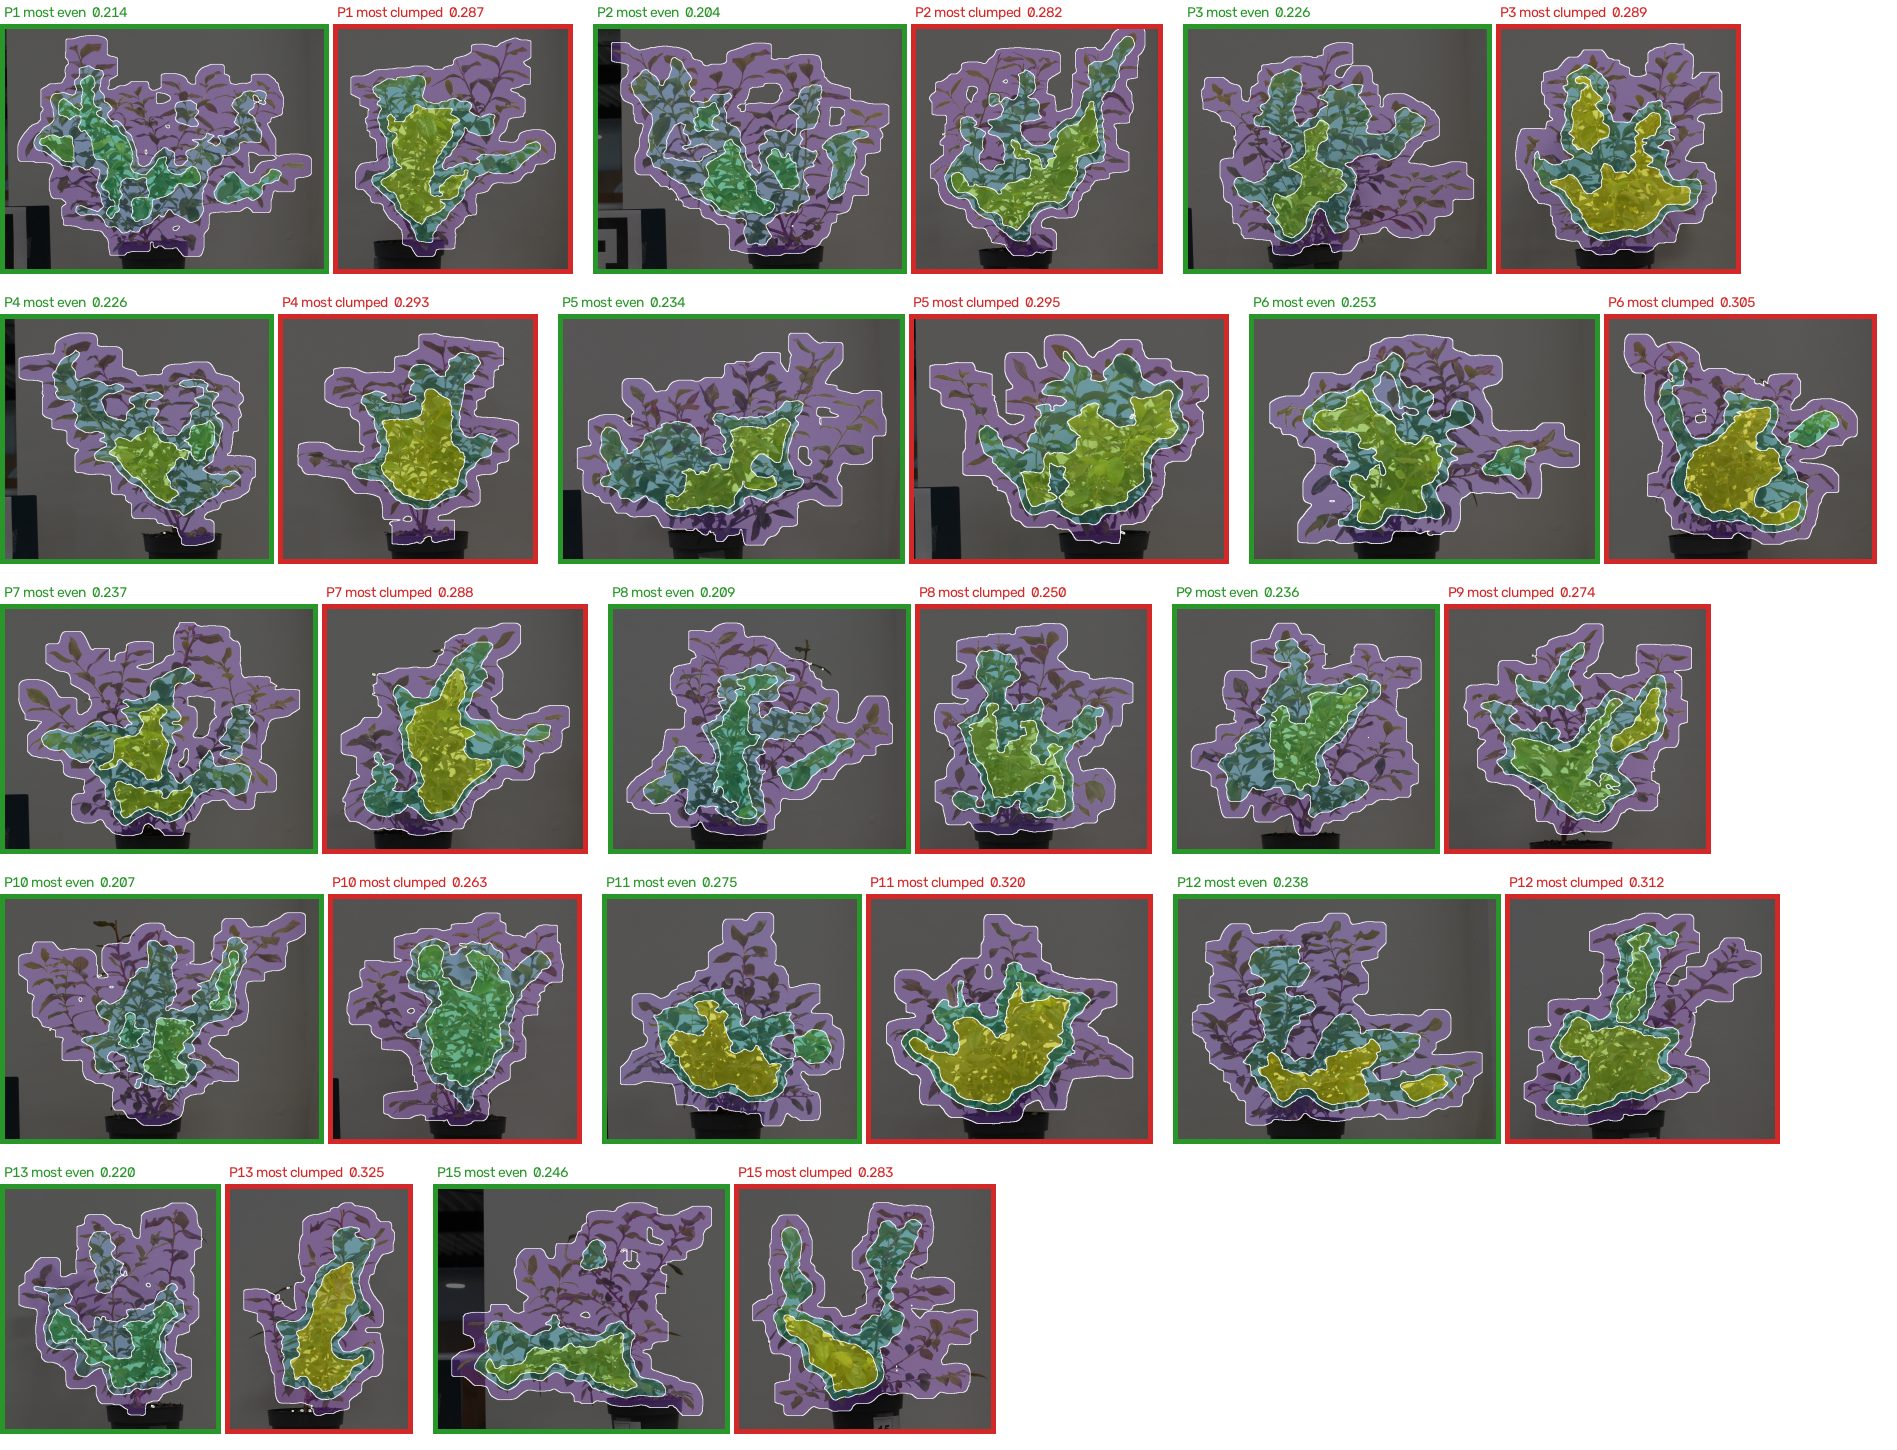 P1 most even 0.214
P1 most clumped 0.287
P2 most even 0.204
P2 most clumped 0.282
P3 most even 0.226
P3 most clumped 0.289
P4 most even 0.226
P4 most clumped 0.293
P5 most even 0.234
P5 most clumped 0.295
P6 most even 0.253
P6 most clumped 0.305
P7 most even 0.237
P7 most clumped 0.288
P8 most even 0.209
P8 most clumped 0.250
P9 most even 0.236
P9 most clumped 0.274
P10 most even 0.207
P10 most clumped 0.263
P11 most even 0.275
P11 most clumped 0.320
P12 most even 0.238
P12 most clumped 0.312
P13 most even 0.220
P13 most clumped 0.325
P15 most even 0.246
P15 most clumped 0.283